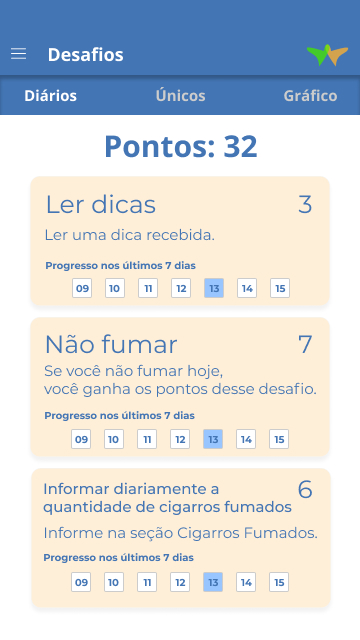 Desafios
Diários Únicos Gráfico
Pontos: 32
Ler dicas 3
Ler uma dica recebida.
Progresso nos últimos 7 dias
09 10 11 12 13 14 15
Não fumar 7
Se você não fumar hoje,
você ganha os pontos desse desafio.
Progresso nos últimos 7 dias
09 10 11 12 13 14 15
Informar diariamente a 6
quantidade de cigarros fumados
Informe na seção Cigarros Fumados.
Progresso nos últimos 7 dias
09 10 11 12 13 14 15